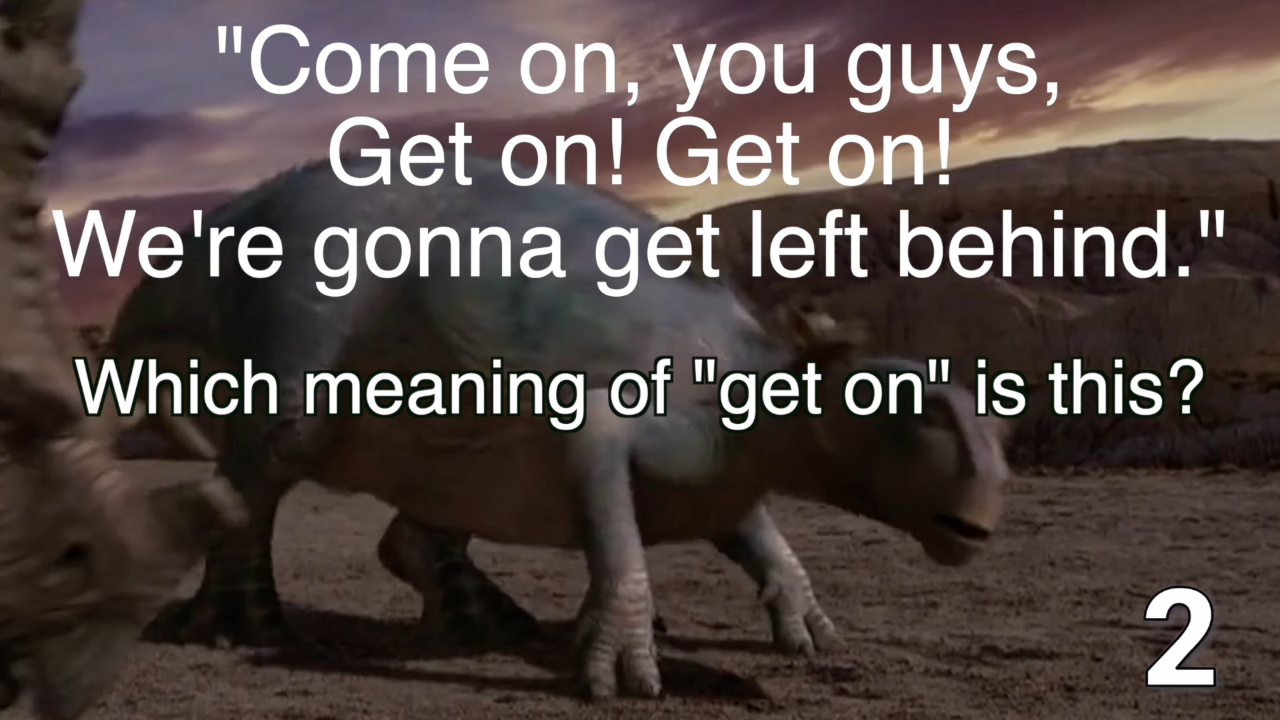 "Come on, you guys,
Get on! Get on!
We're gonna get left behind."
Which meaning of "get on" is this?
2